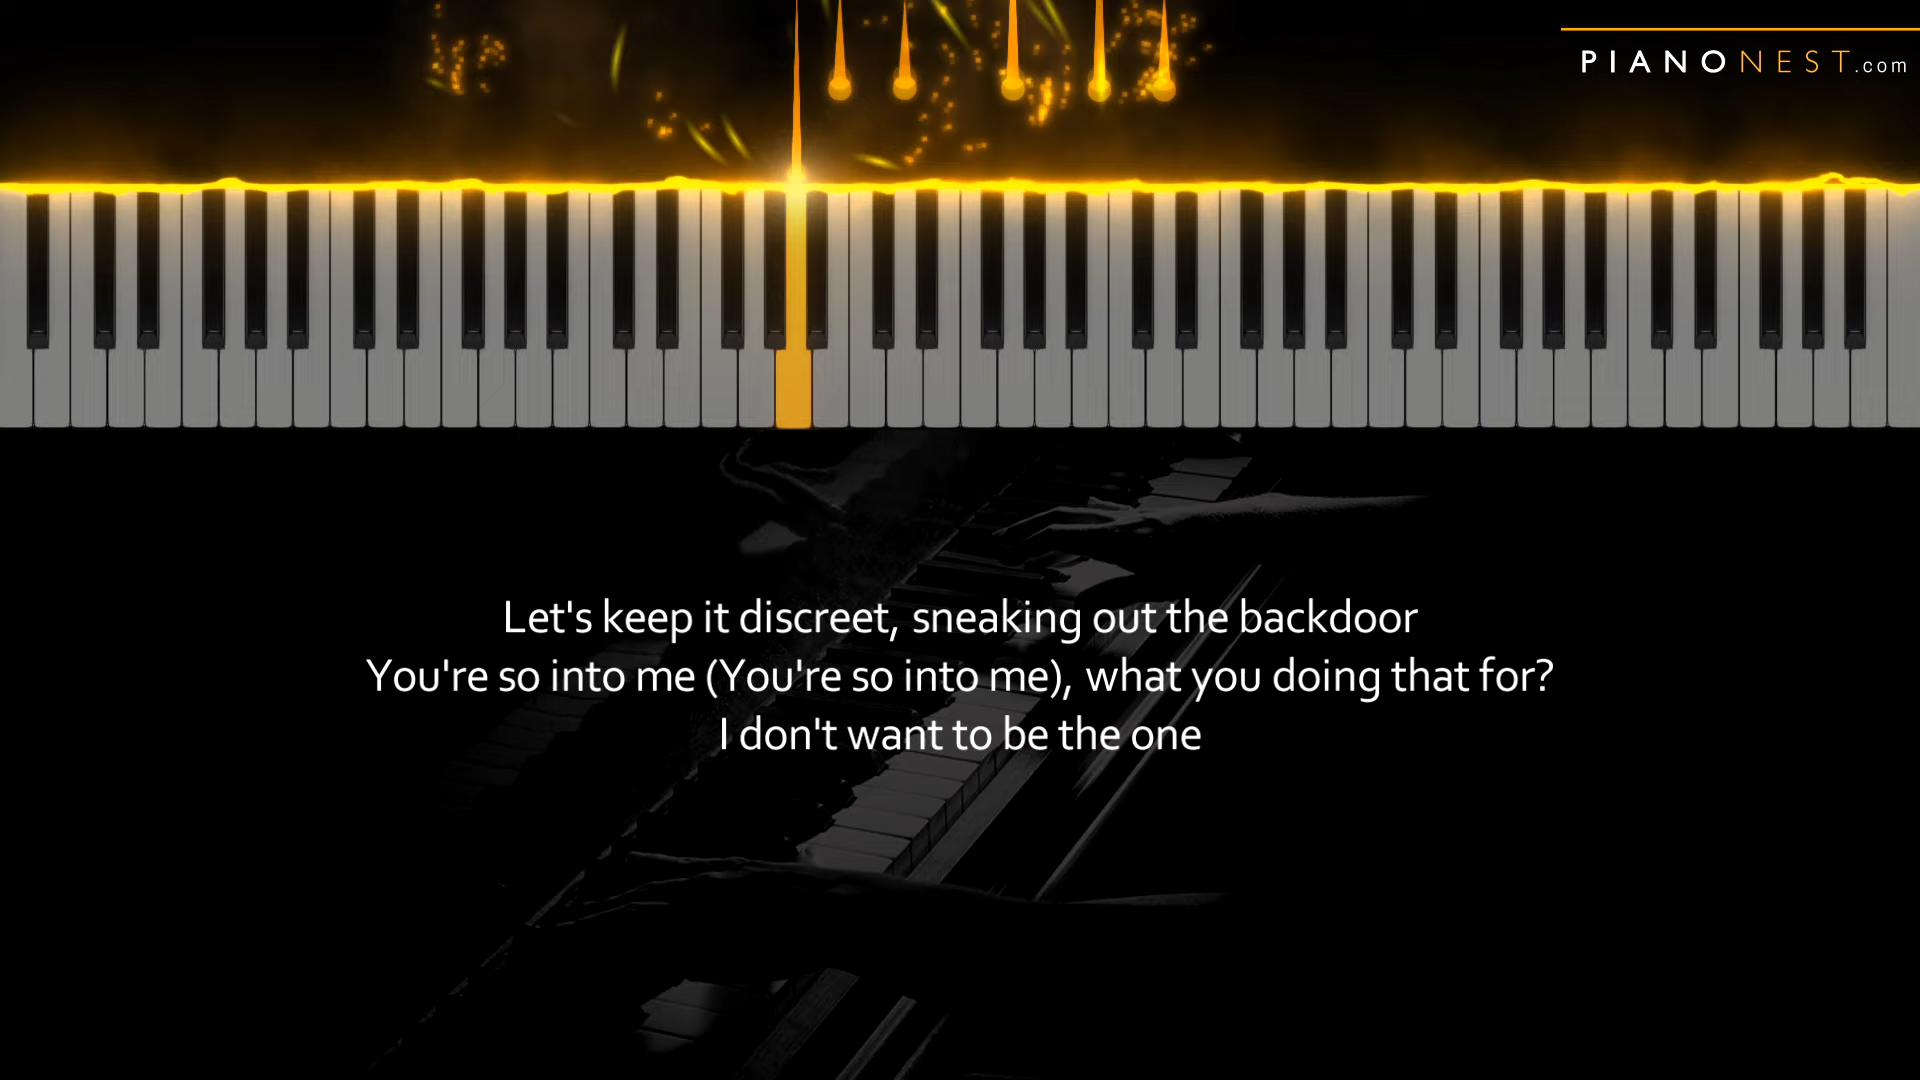 PIANONEST.com
Let's keep it discreet, sneaking out the backdoor
You're so into me (You're so into me), what you doing that for?
I don't want to be the one